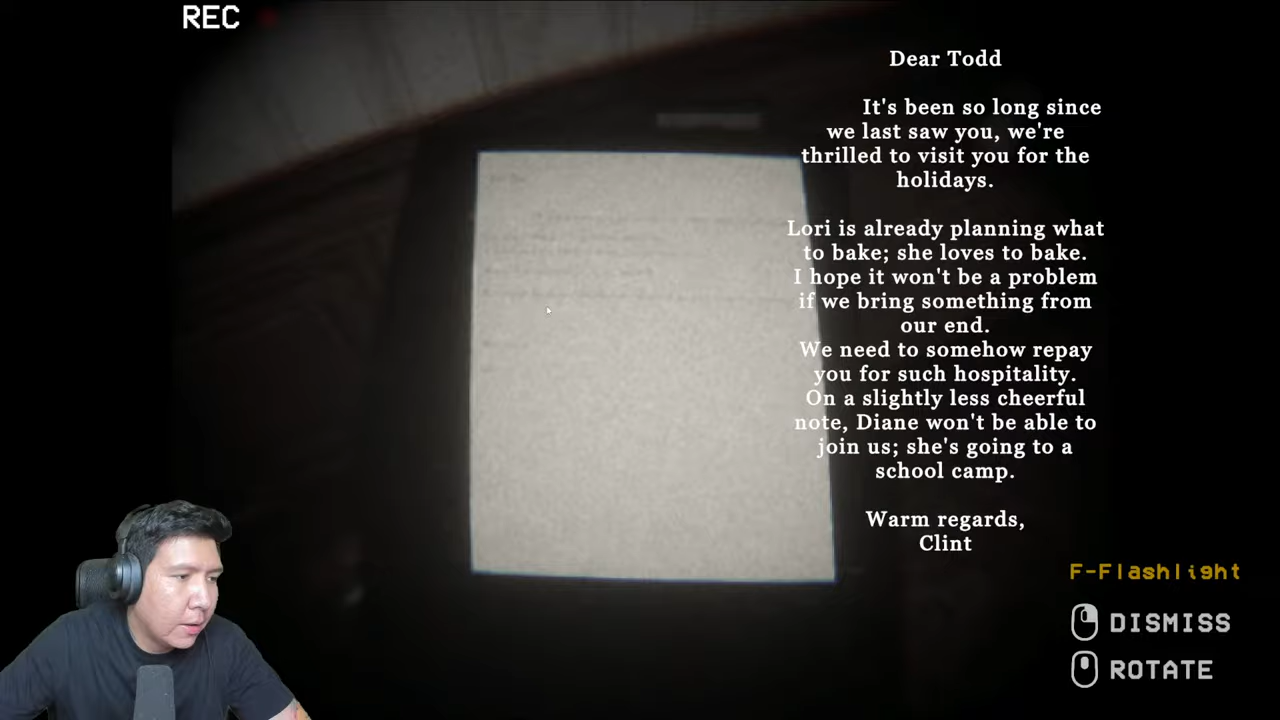 REC
Dear Todd
It's been so long since
we last saw you, we're
thrilled to visit you for the
holidays.
Lori is already planning what
to bake; she loves to bake.
I hope it won't be a problem
if we bring something from
our end.
We need to somehow repay
you for such hospitality.
On a slightly less cheerful
note, Diane won't be able to
join us; she's going to a
school camp.
Warm regards,
Clint
F-Flashlight
DISMISS
ROTATE